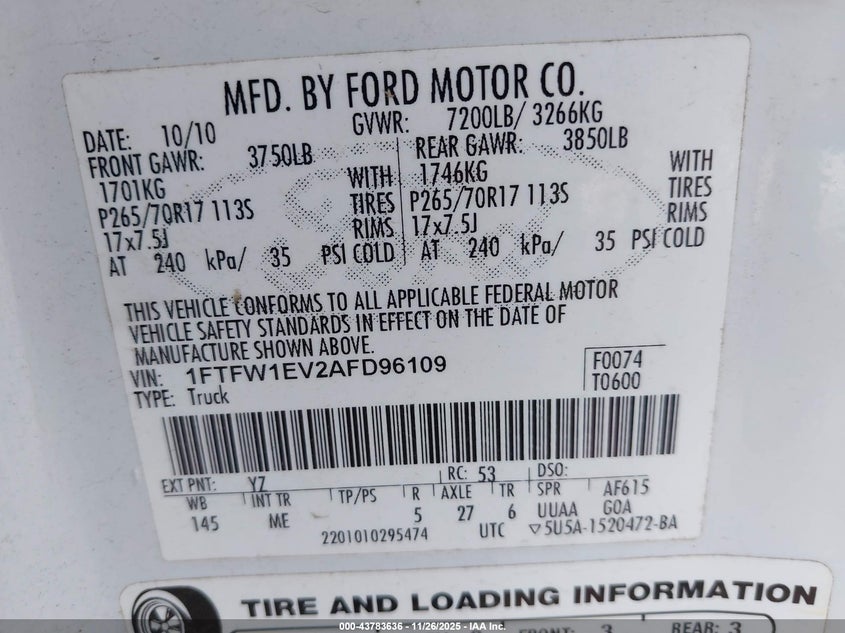 MFD. BY FORD MOTOR CO.
DATE: 10/10 GVWR: 7200LB/ 3266KG
FRONT GAWR: 3750LB REAR GAWR: 3850LB
1701KG WITH 1746KG WITH
P265/70R17 113S TIRES P265/70R17 113S TIRES
17x7.5J RIMS 17x7.5J RIMS
AT 240 kPa/ 35 PSI COLD AT 240 kPa/ 35 PSI COLD
THIS VEHICLE CONFORMS TO ALL APPLICABLE FEDERAL MOTOR
VEHICLE SAFETY STANDARDS IN EFFECT ON THE DATE OF
MANUFACTURE SHOWN ABOVE.
VIN: 1FTFW1EV2AFD96109 F0074
TYPE: Truck T0600
EXT PNT: YZ RC: 53 DSO:
WB INT TR TP/PS R AXLE TR SPR AF615
145 ME 5 27 6 UUAA GOA
2201010295474 UTC ▽5U5A-1520472-BA
TIRE AND LOADING INFORMATION
FRONT: 3 REAR: 3
000-43783636 - 11/26/2025 - IAA Inc.